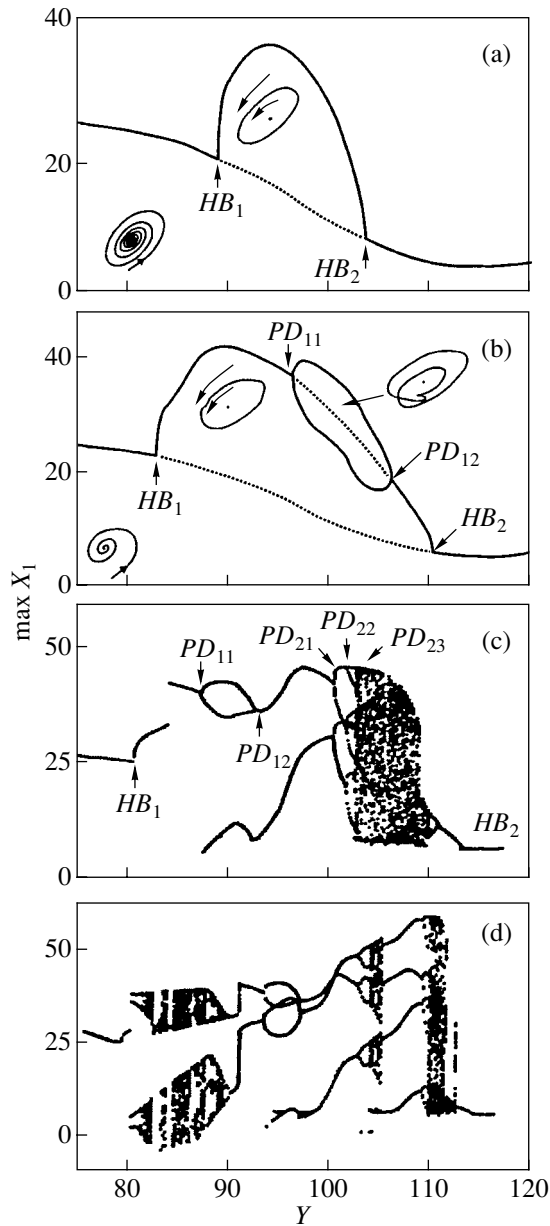 40
(a)
20
HB₁
HB₂
0
PD₁₁
(b)
40
PD₁₂
20
HB₁
HB₂
0
max X₁
PD₂₂
50
PD₂₁
PD₂₃
(c)
PD₁₁
25
PD₁₂
HB₁
HB₂
0
(d)
50
25
0
80 90 100 110 120
Y